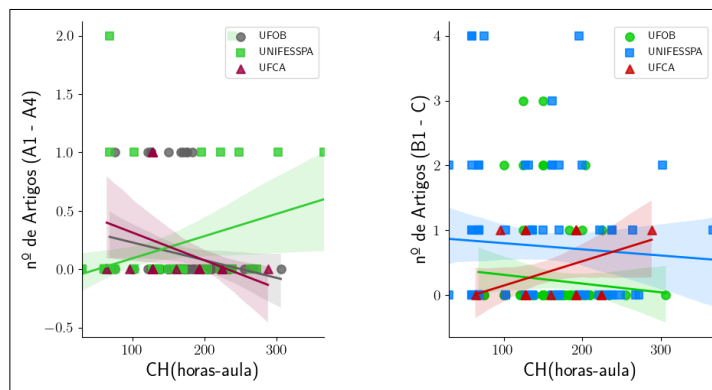 2.0
1.5
1.0
0.5
0.0
−0.5
nº de Artigos (A1 - A4)
100
200
300
CH(horas-aula)
UFOB
UNIFESSPA
UFCA
4
3
2
1
0
nº de Artigos (B1 - C)
100
200
300
CH(horas-aula)
UFOB
UNIFESSPA
UFCA